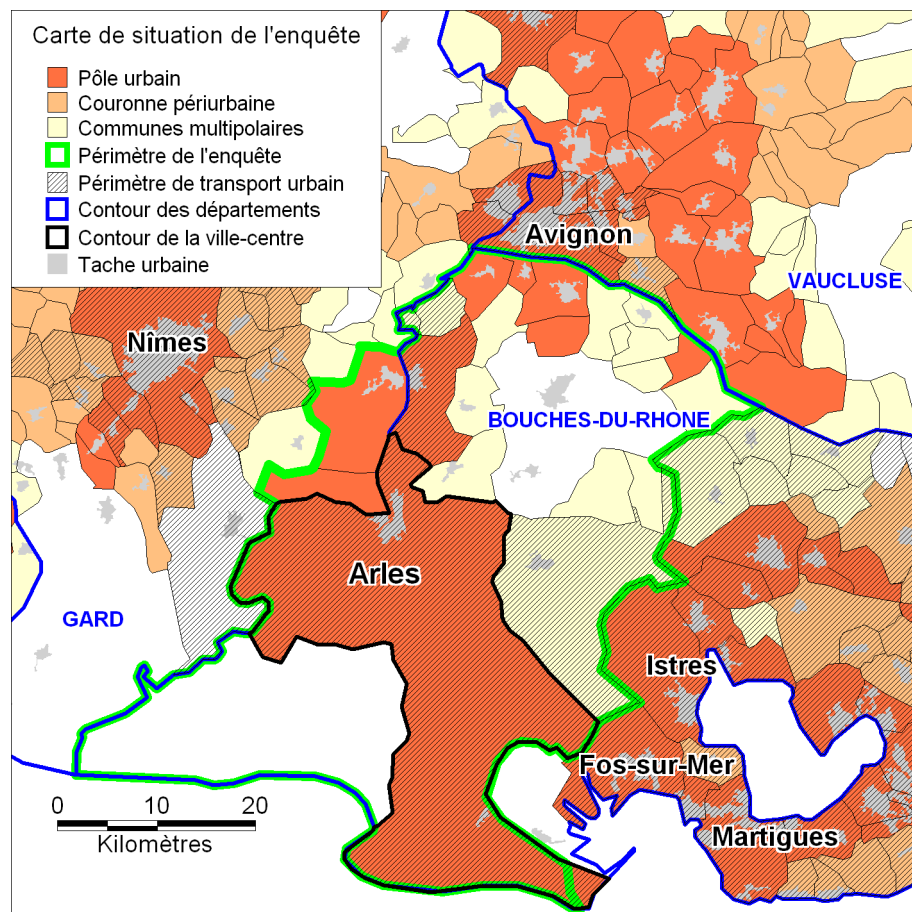 Carte de situation de l'enquête
Pôle urbain
Couronne périurbaine
Communes multipolaires
Périmètre de l'enquête
Périmètre de transport urbain
Contour des départements
Contour de la ville-centre
Tache urbaine
Avignon
VAUCLUSE
Nîmes
BOUCHES-DU-RHONE
Arles
GARD
Istres
Fos-sur-Mer
0 10 20
Kilomètres
Martigues